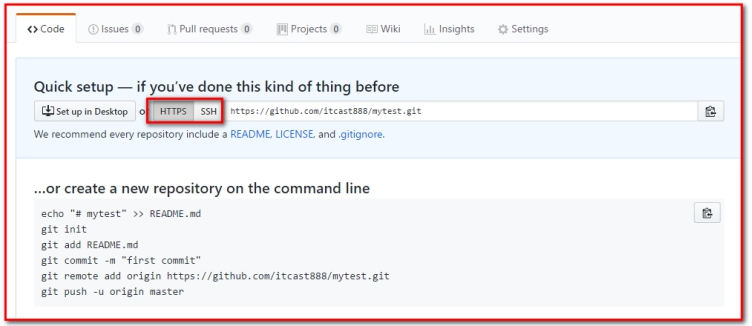 Code Issues 0 Pull requests 0 Projects 0 Wiki Insights Settings
Quick setup — if you've done this kind of thing before
Set up in Desktop o HTTPS SSH https://github.com/itcast888/mytest.git
We recommend every repository include a README, LICENSE, and .gitignore.
...or create a new repository on the command line
echo "# mytest" >> README.md
git init
git add README.md
git commit -m "first commit"
git remote add origin https://github.com/itcast888/mytest.git
git push -u origin master